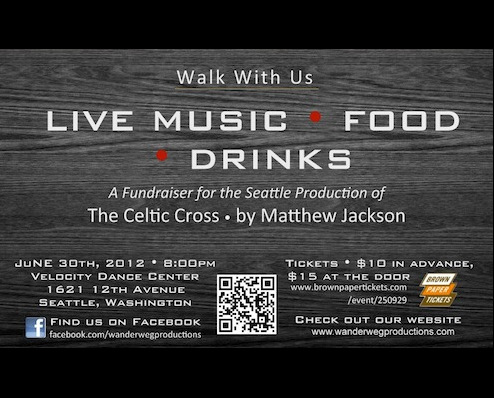 Walk With Us
LIVE MUSIC • FOOD
• DRINKS
A Fundraiser for the Seattle Production of
The Celtic Cross • by Matthew Jackson
JuNE 30TH, 2012 • 8:00PM
VELOCITY DANCE CENTER
1621 12TH AVENUE
SEATTLE, WASHINGTON
FIND US ON FACEBOOK
facebook.com/wanderwegproductions
TICKETS • $10 IN ADVANCE,
$15 AT THE DOOR
www.brownpapertickets.com
/event/250929
BROWN
PAPER
TICKETS
CHECK OUT OUR WEBSITE
www.wanderwegproductions.com